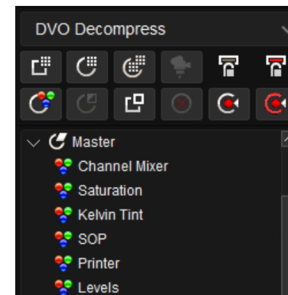 DVO Decompress
Master
Channel Mixer
Saturation
Kelvin Tint
SOP
Printer
Levels